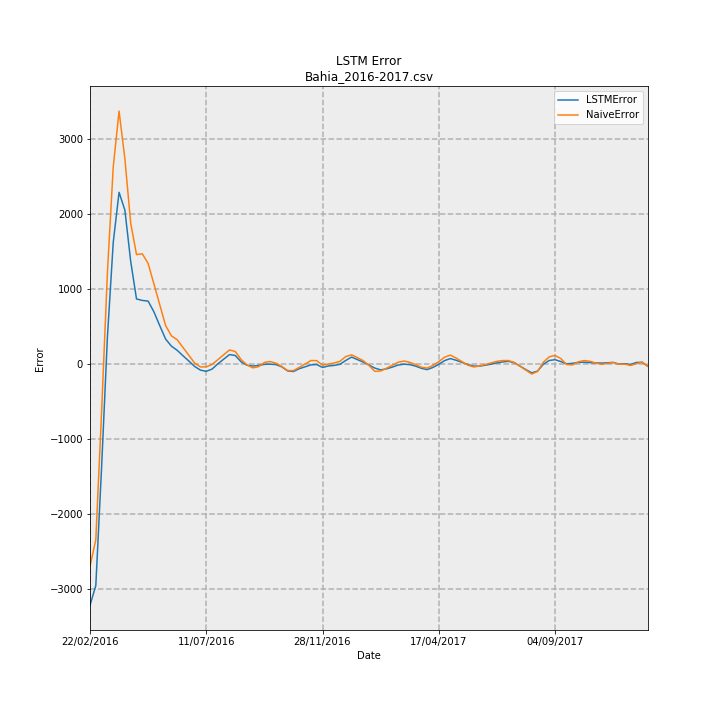 LSTM Error
Bahia_2016-2017.csv
LSTMError
NaiveError
3000
2000
1000
0
−1000
−2000
−3000
Error
22/02/2016
11/07/2016
28/11/2016
17/04/2017
04/09/2017
Date